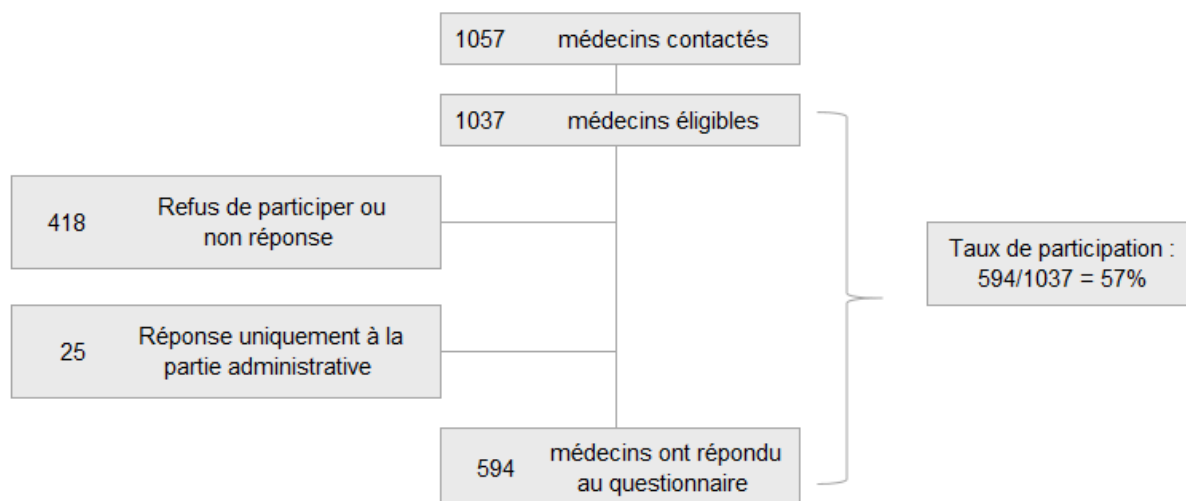 1057 médecins contactés
1037 médecins éligibles
418 Refus de participer ou
non réponse
Taux de participation :
594/1037 = 57%
25 Réponse uniquement à la
partie administrative
594 médecins ont répondu
au questionnaire